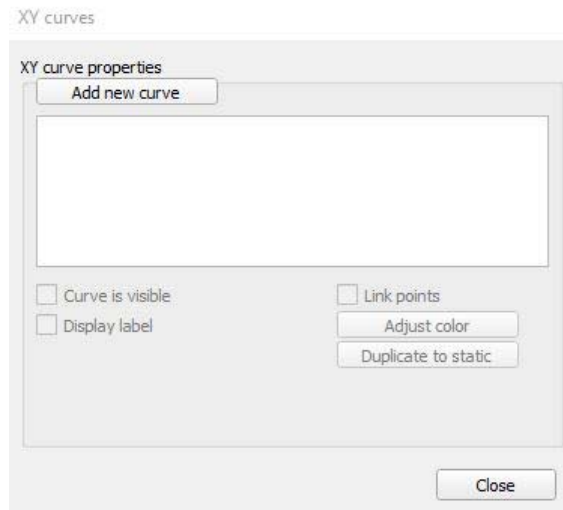 XY curves
XY curve properties
Add new curve
Curve is visible
Link points
Display label
Adjust color
Duplicate to static
Close